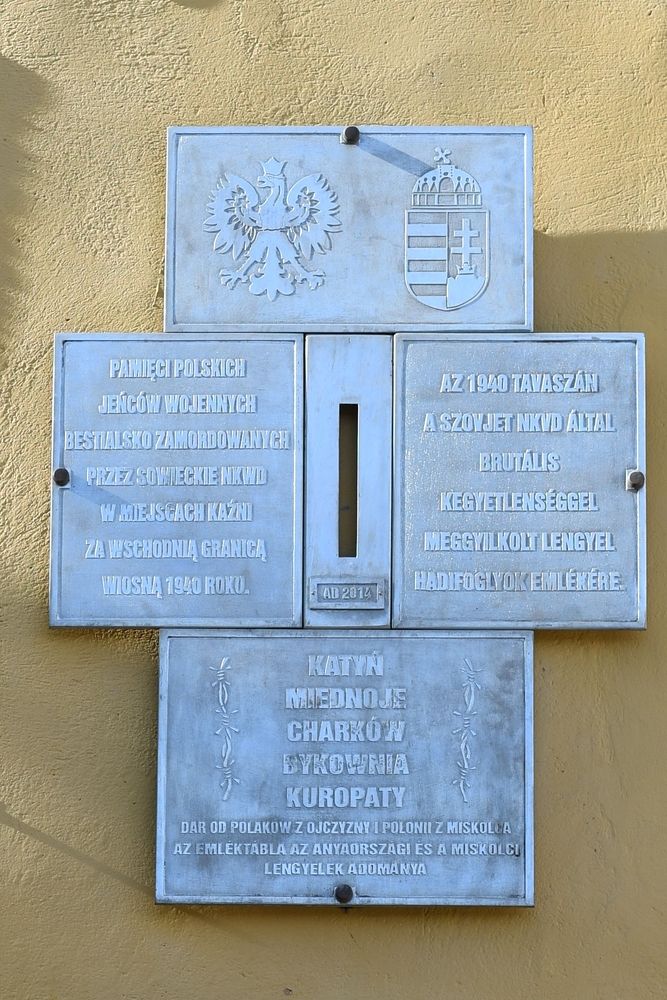 PAMIĘCI POLSKICH
JEŃCÓW WOJENNYCH
BESTIALSKO ZAMORDOWANYCH
PRZEZ SOWIECKIE NKWD
W MIEJSCACH KAŹNI
ZA WSCHODNIĄ GRANICĄ
WIOSNĄ 1940 ROKU.
AD 2014
AZ 1940 TAVASZÁN
A SZOVJET NKVD ÁLTAL
BRUTÁLIS
KEGYETLENSÉGGEL
MEGGYILKOLT LENGYEL
HADIFOGLYOK EMLÉKÉRE.
KATYŃ
MIEDNOJE
CHARKÓW
BYKOWNIA
KUROPATY
DAR OD POLAKÓW Z OJCZYZNY I POLONII Z MISKOLCA
AZ EMLÉKTÁBLA AZ ANYAORSZÁGI ÉS A MISKOLCI
LENGYELEK ADOMÁNYA